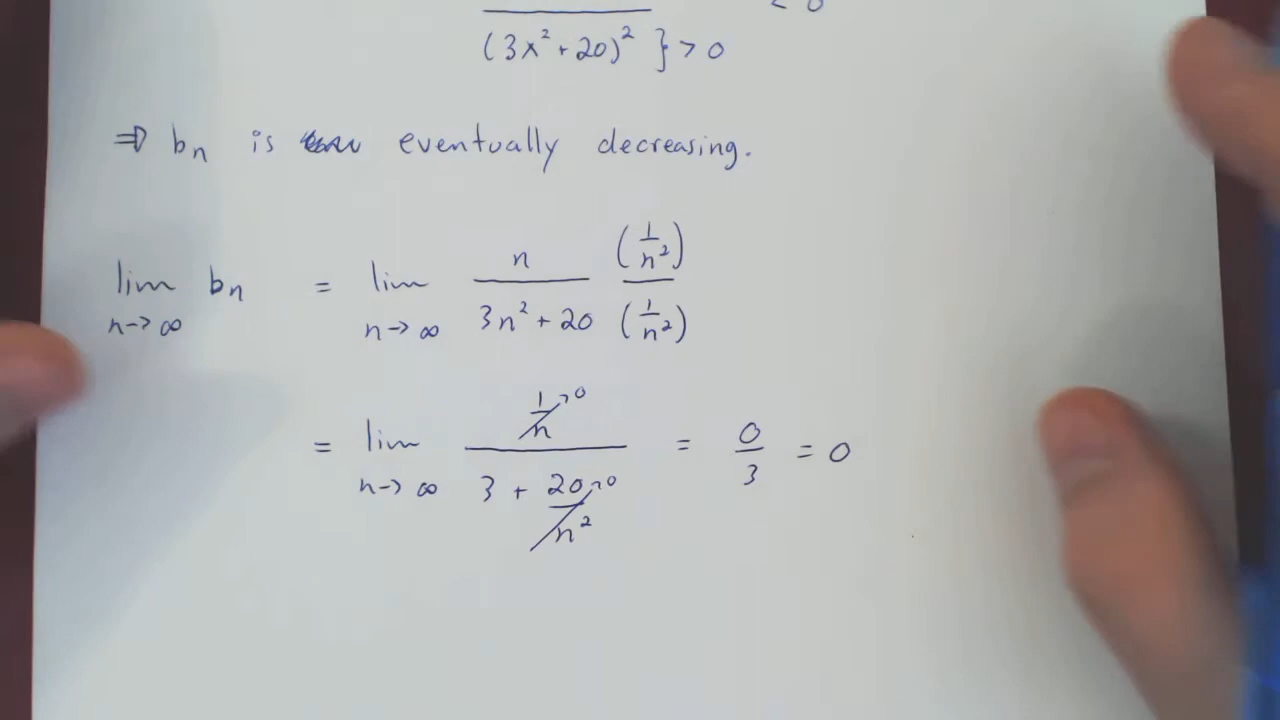 < 0
(3x² + 20)² } > 0
⇒ bn is eventually decreasing.
lim n→∞ bn = lim n→∞ n / (3n² + 20) (1/n²) / (1/n²)
= lim n→∞ (1/n →0) / (3 + 20/n² →0) = 0/3 = 0